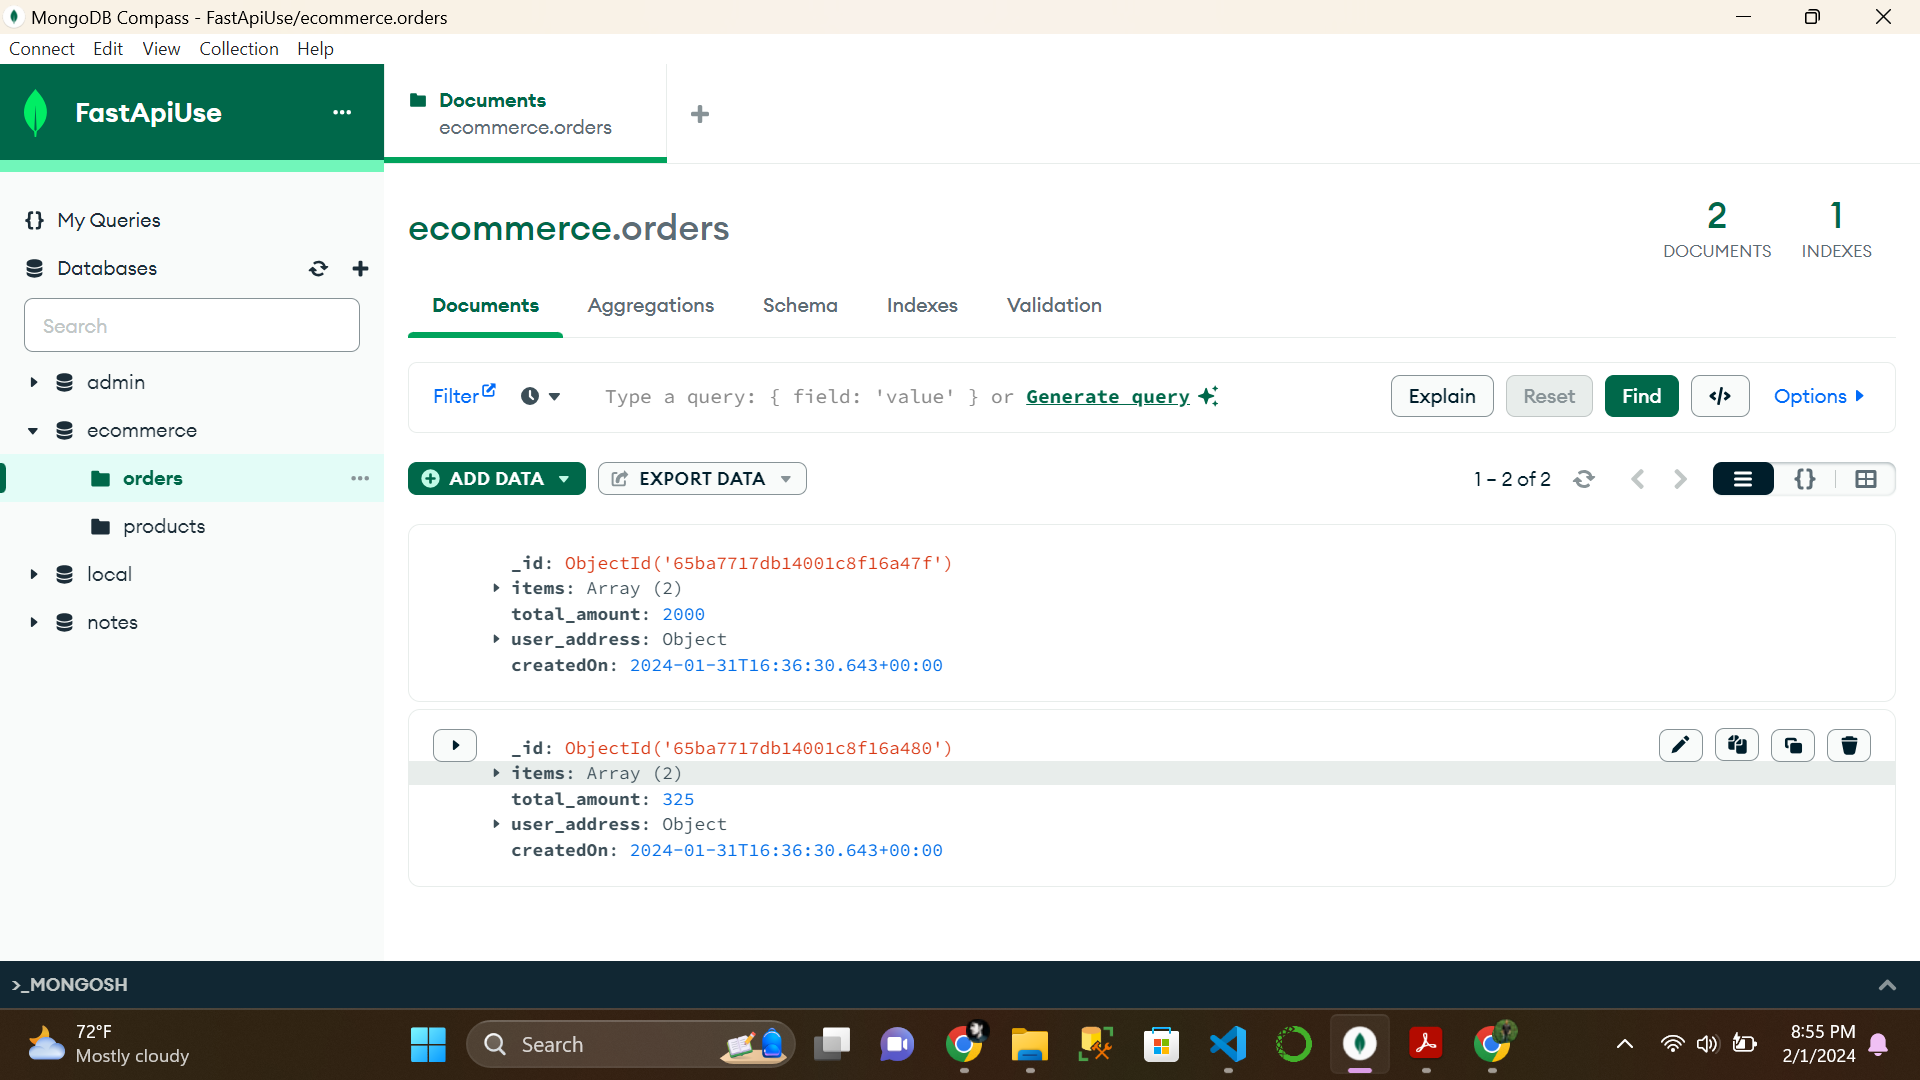 MongoDB Compass - FastApiUse/ecommerce.orders
Connect Edit View Collection Help
FastApiUse
Documents
ecommerce.orders
My Queries
Databases
Search
admin
ecommerce
orders
products
local
notes
ecommerce.orders
2
DOCUMENTS
1
INDEXES
Documents Aggregations Schema Indexes Validation
Filter Type a query: { field: 'value' } or Generate query Explain Reset Find </> Options
ADD DATA EXPORT DATA 1 – 2 of 2 {}
_id: ObjectId('65ba7717db14001c8f16a47f')
items: Array (2)
total_amount: 2000
user_address: Object
createdOn: 2024-01-31T16:36:30.643+00:00
_id: ObjectId('65ba7717db14001c8f16a480')
items: Array (2)
total_amount: 325
user_address: Object
createdOn: 2024-01-31T16:36:30.643+00:00
>_MONGOSH
72°F
Mostly cloudy
Search
8:55 PM
2/1/2024